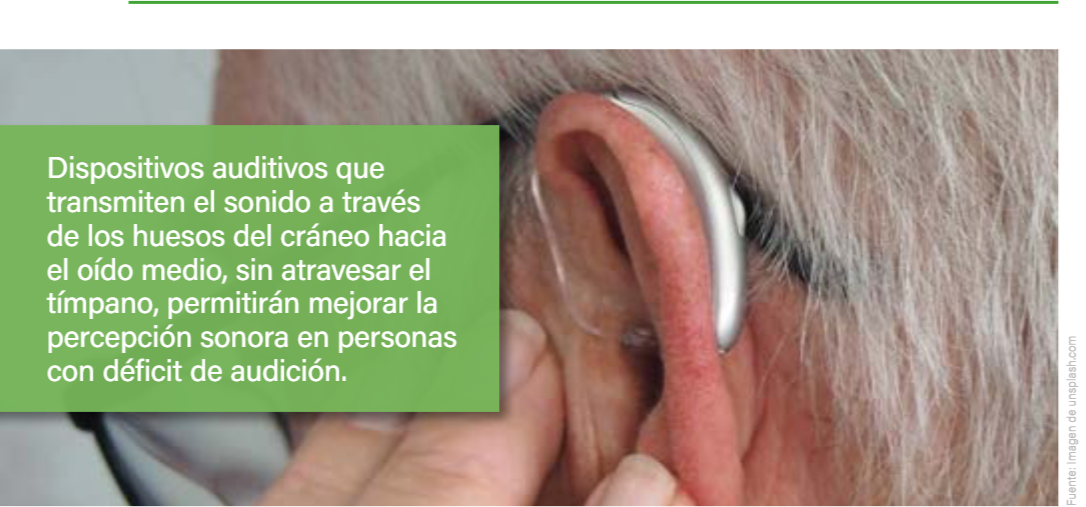 Dispositivos auditivos que
transmiten el sonido a través
de los huesos del cráneo hacia
el oído medio, sin atravesar el
tímpano, permitirán mejorar la
percepción sonora en personas
con déficit de audición.
Fuente: Imagen de unsplash.com